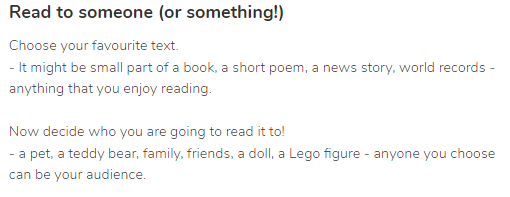 Read to someone (or something!)
Choose your favourite text.
- It might be small part of a book, a short poem, a news story, world records -
anything that you enjoy reading.
Now decide who you are going to read it to!
- a pet, a teddy bear, family, friends, a doll, a Lego figure - anyone you choose
can be your audience.